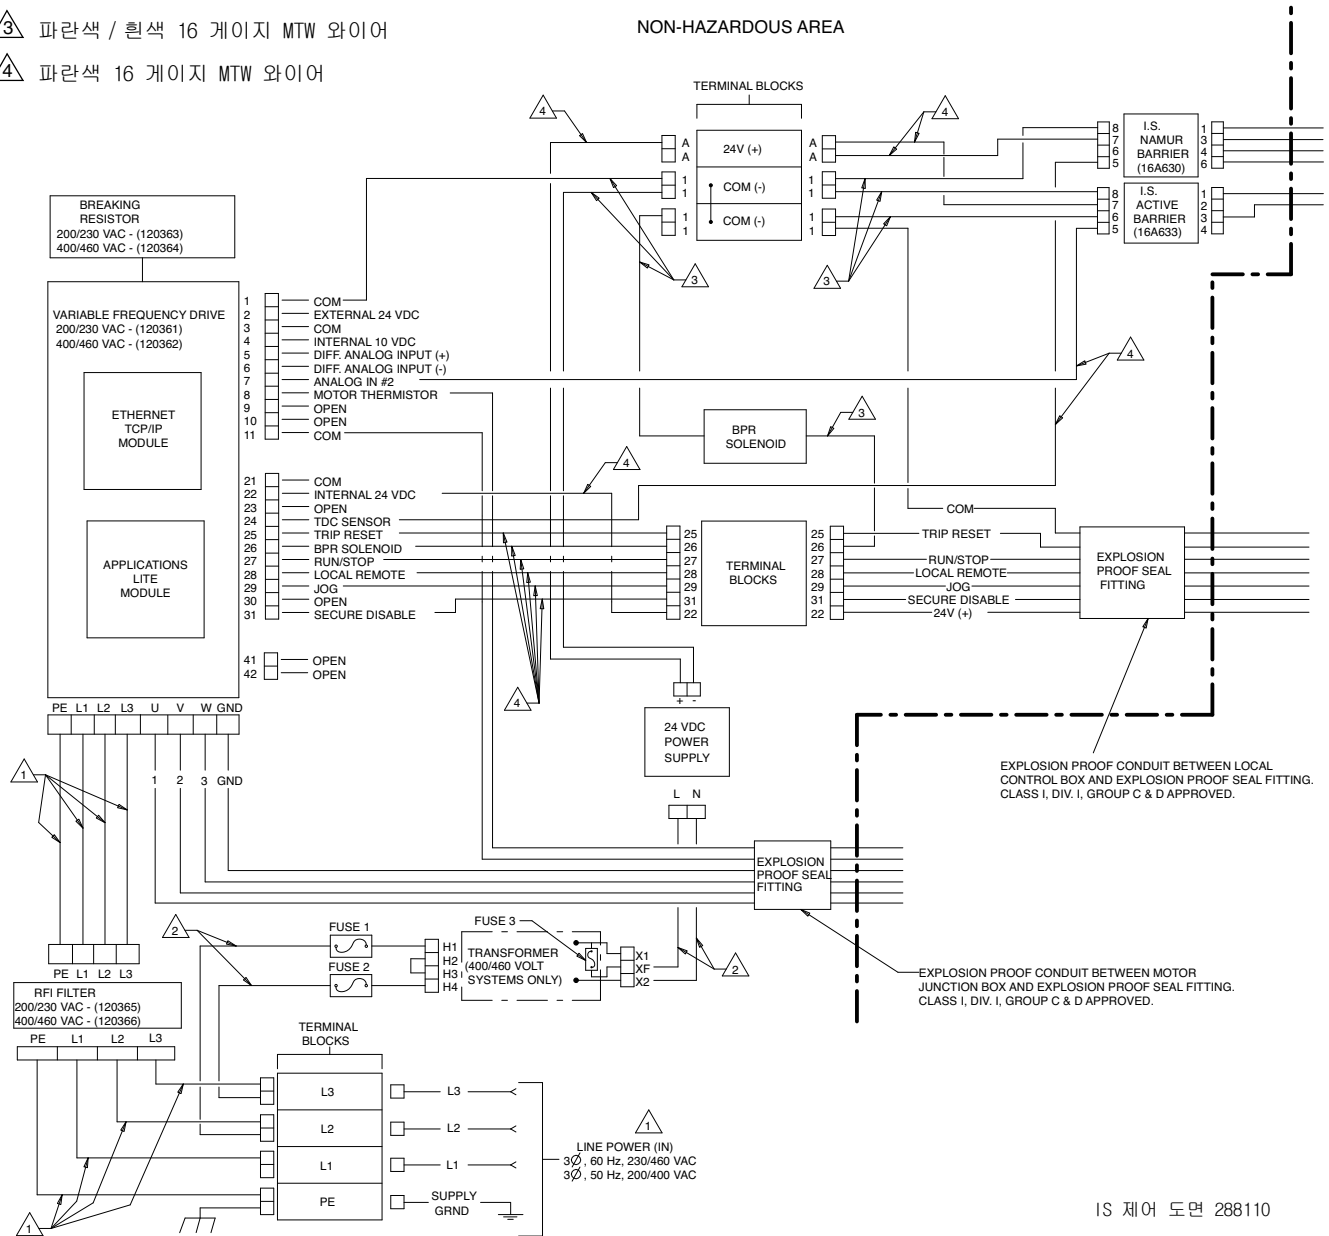 3 파란색 / 흰색 16 게이지 MTW 와이어
4 파란색 16 게이지 MTW 와이어
NON-HAZARDOUS AREA
TERMINAL BLOCKS
4
4
A
A
24V (+)
A
A
1
1
COM (-)
1
1
1
1
COM (-)
1
1
8
7
6
5
I.S.
NAMUR
BARRIER
(16A630)
1
3
4
6
8
7
6
5
I.S.
ACTIVE
BARRIER
(16A633)
1
2
3
4
3
3
BREAKING
RESISTOR
200/230 VAC - (120363)
400/460 VAC - (120364)
VARIABLE FREQUENCY DRIVE
200/230 VAC - (120361)
400/460 VAC - (120362)
ETHERNET
TCP/IP
MODULE
APPLICATIONS
LITE
MODULE
1 COM
2 EXTERNAL 24 VDC
3 COM
4 INTERNAL 10 VDC
5 DIFF. ANALOG INPUT (+)
6 DIFF. ANALOG INPUT (-)
7 ANALOG IN #2
8 MOTOR THERMISTOR
9 OPEN
10 OPEN
11 COM
4
3
BPR
SOLENOID
4
21 COM
22 INTERNAL 24 VDC
23 OPEN
24 TDC SENSOR
25 TRIP RESET
26 BPR SOLENOID
27 RUN/STOP
28 LOCAL REMOTE
29 JOG
30 OPEN
31 SECURE DISABLE
41 OPEN
42 OPEN
4
25
26
27
28
29
31
22
TERMINAL
BLOCKS
25
26
27
28
29
31
22
COM
TRIP RESET
RUN/STOP
LOCAL REMOTE
JOG
SECURE DISABLE
24V (+)
EXPLOSION
PROOF SEAL
FITTING
PE L1 L2 L3 U V W GND
1
1 2 3 GND
+ -
24 VDC
POWER
SUPPLY
L N
EXPLOSION PROOF CONDUIT BETWEEN LOCAL
CONTROL BOX AND EXPLOSION PROOF SEAL FITTING.
CLASS I, DIV. I, GROUP C & D APPROVED.
EXPLOSION
PROOF SEAL
FITTING
2
FUSE 1
FUSE 2
FUSE 3
H1
H2
H3
H4
TRANSFORMER
(400/460 VOLT
SYSTEMS ONLY)
X1
XF
X2
2
EXPLOSION PROOF CONDUIT BETWEEN MOTOR
JUNCTION BOX AND EXPLOSION PROOF SEAL FITTING.
CLASS I, DIV. I, GROUP C & D APPROVED.
PE L1 L2 L3
RFI FILTER
200/230 VAC - (120365)
400/460 VAC - (120366)
PE L1 L2 L3
TERMINAL
BLOCKS
L3 L3
L2 L2
L1 L1
PE SUPPLY
GRND
1
LINE POWER (IN)
3Ø, 60 Hz, 230/460 VAC
3Ø, 50 Hz, 200/400 VAC
1
IS 제어 도면 288110